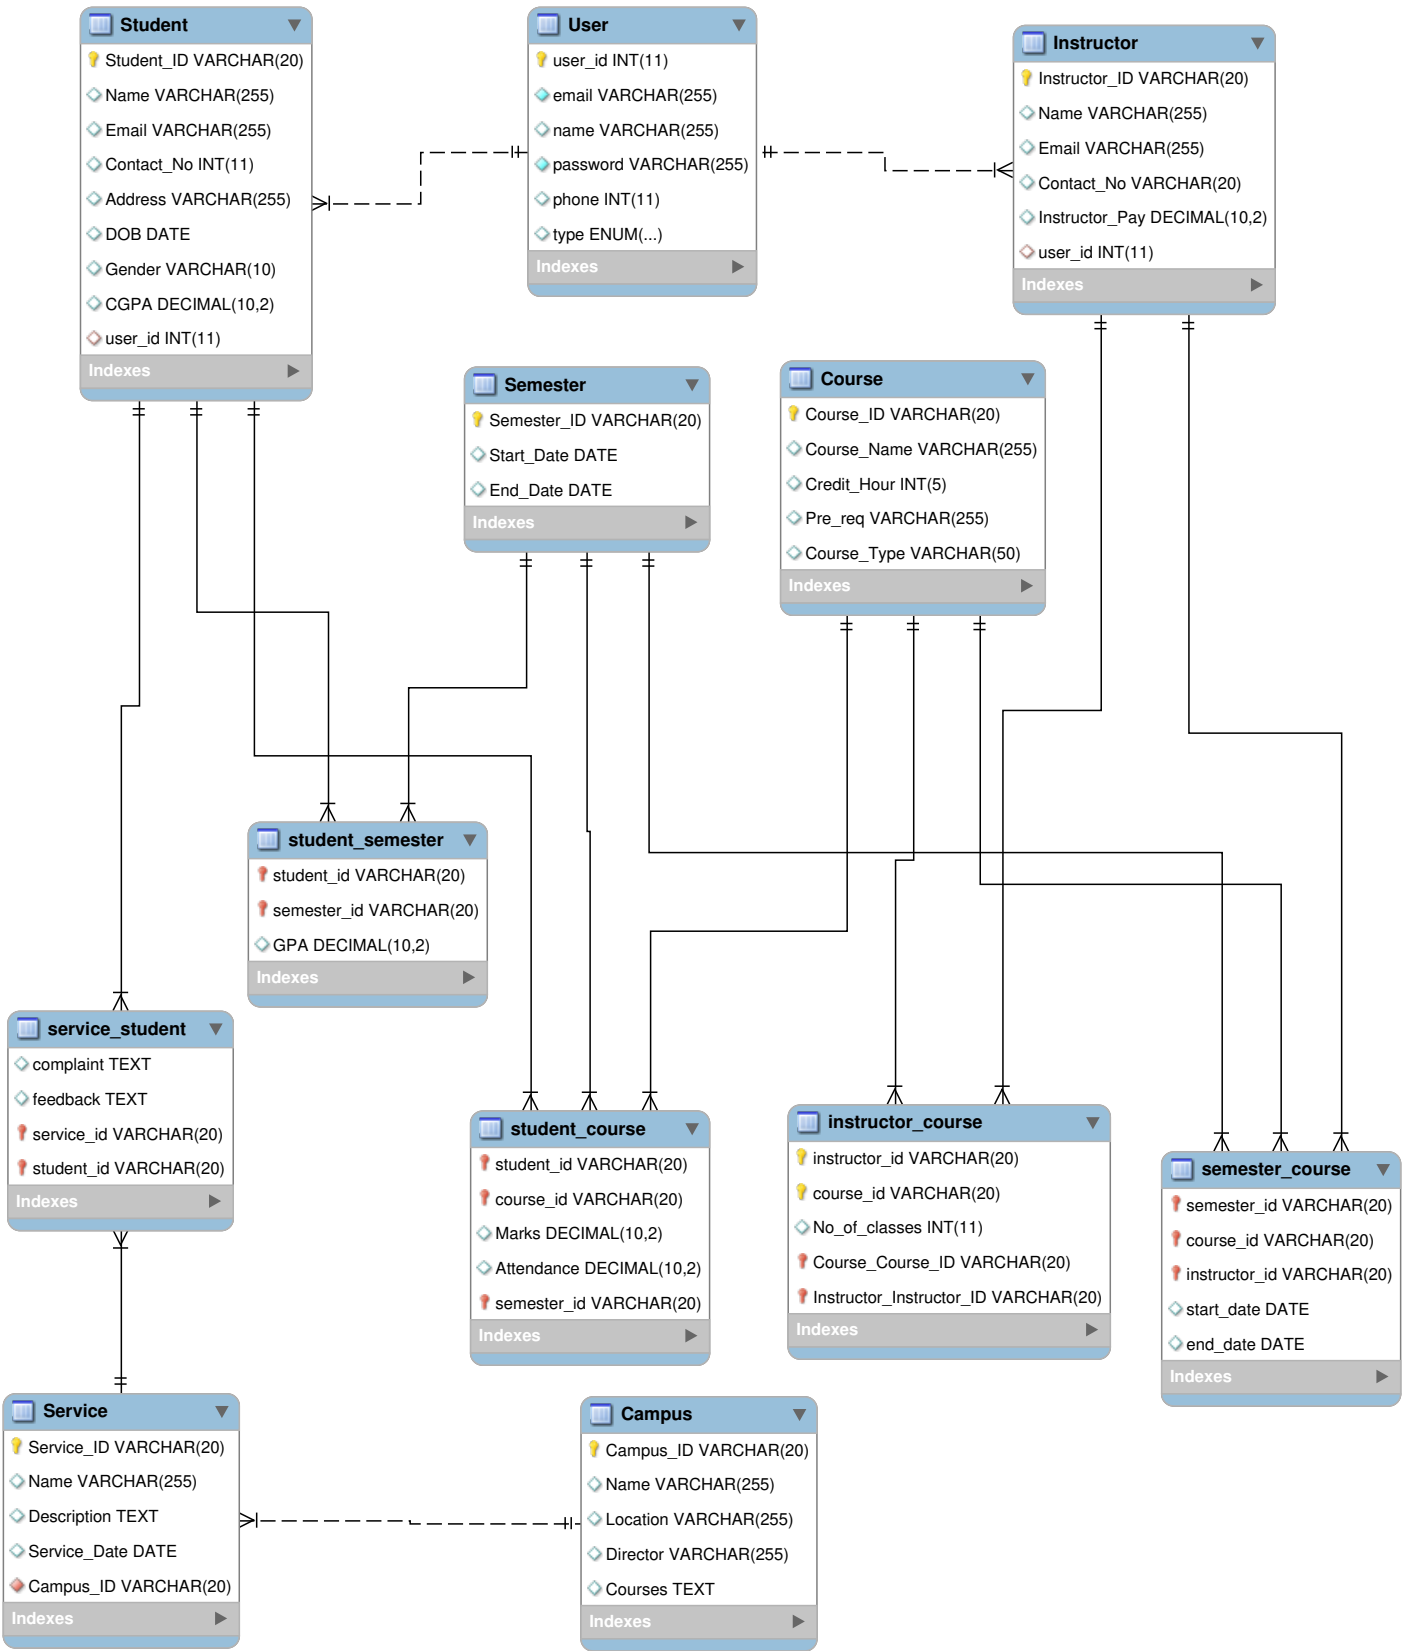 Student
Student_ID VARCHAR(20)
Name VARCHAR(255)
Email VARCHAR(255)
Contact_No INT(11)
Address VARCHAR(255)
DOB DATE
Gender VARCHAR(10)
CGPA DECIMAL(10,2)
user_id INT(11)
Indexes
User
user_id INT(11)
email VARCHAR(255)
name VARCHAR(255)
password VARCHAR(255)
phone INT(11)
type ENUM(...)
Indexes
Instructor
Instructor_ID VARCHAR(20)
Name VARCHAR(255)
Email VARCHAR(255)
Contact_No VARCHAR(20)
Instructor_Pay DECIMAL(10,2)
user_id INT(11)
Indexes
Semester
Semester_ID VARCHAR(20)
Start_Date DATE
End_Date DATE
Indexes
Course
Course_ID VARCHAR(20)
Course_Name VARCHAR(255)
Credit_Hour INT(5)
Pre_req VARCHAR(255)
Course_Type VARCHAR(50)
Indexes
student_semester
student_id VARCHAR(20)
semester_id VARCHAR(20)
GPA DECIMAL(10,2)
Indexes
service_student
complaint TEXT
feedback TEXT
service_id VARCHAR(20)
student_id VARCHAR(20)
Indexes
student_course
student_id VARCHAR(20)
course_id VARCHAR(20)
Marks DECIMAL(10,2)
Attendance DECIMAL(10,2)
semester_id VARCHAR(20)
Indexes
instructor_course
instructor_id VARCHAR(20)
course_id VARCHAR(20)
No_of_classes INT(11)
Course_Course_ID VARCHAR(20)
Instructor_Instructor_ID VARCHAR(20)
Indexes
semester_course
semester_id VARCHAR(20)
course_id VARCHAR(20)
instructor_id VARCHAR(20)
start_date DATE
end_date DATE
Indexes
Service
Service_ID VARCHAR(20)
Name VARCHAR(255)
Description TEXT
Service_Date DATE
Campus_ID VARCHAR(20)
Indexes
Campus
Campus_ID VARCHAR(20)
Name VARCHAR(255)
Location VARCHAR(255)
Director VARCHAR(255)
Courses TEXT
Indexes